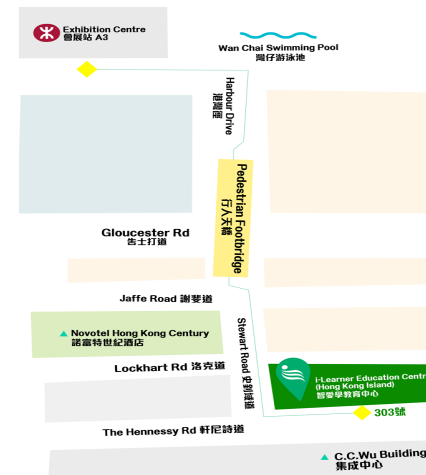 Exhibition Centre
會展站 A3
Wan Chai Swimming Pool
灣仔游泳池
Harbour Drive
港灣徑
Pedestrian Footbridge
行人天橋
Gloucester Rd
告士打道
Jaffe Road 謝斐道
Novotel Hong Kong Century
諾富特世紀酒店
Stewart Road 史釗域道
Lockhart Rd 洛克道
i-Learner Education Centr
(Hong Kong Island)
智愛學教育中心
303號
The Hennessy Rd 軒尼詩道
C.C.Wu Building
集成中心